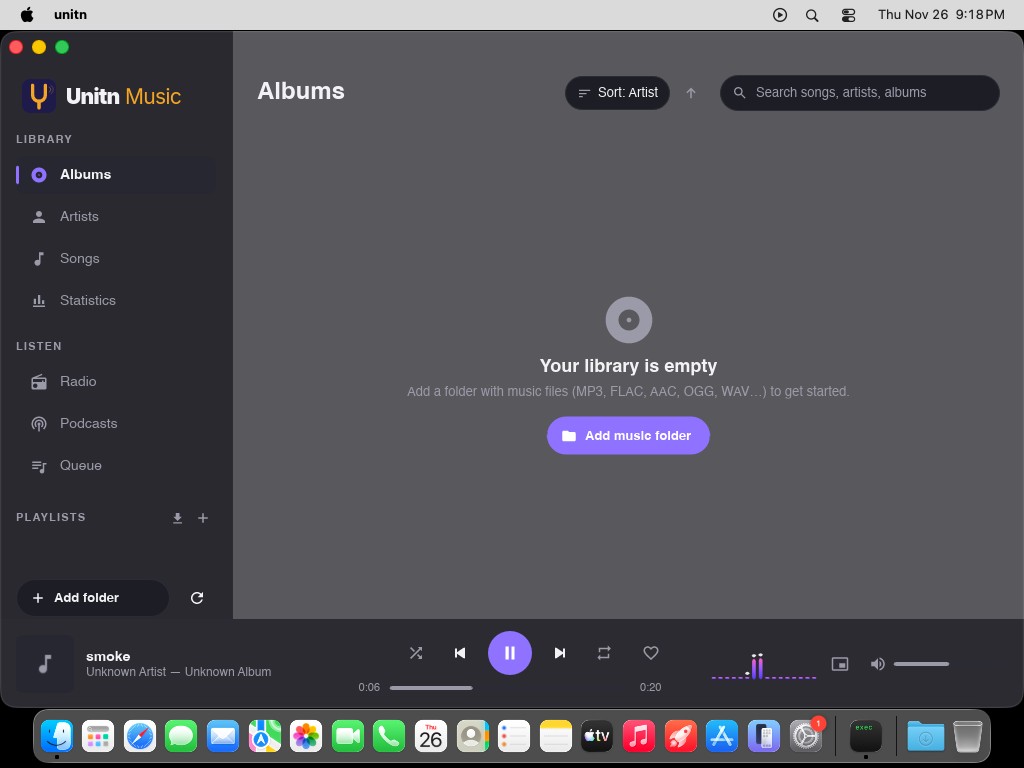 unitn
Thu Nov 26 9:18 PM
Unitn Music
LIBRARY
Albums
Artists
Songs
Statistics
LISTEN
Radio
Podcasts
Queue
PLAYLISTS
Add folder
Albums
Sort: Artist
Search songs, artists, albums
Your library is empty
Add a folder with music files (MP3, FLAC, AAC, OGG, WAV...) to get started.
Add music folder
smoke
Unknown Artist — Unknown Album
0:06
0:20
Thu
26
tv
1
exec